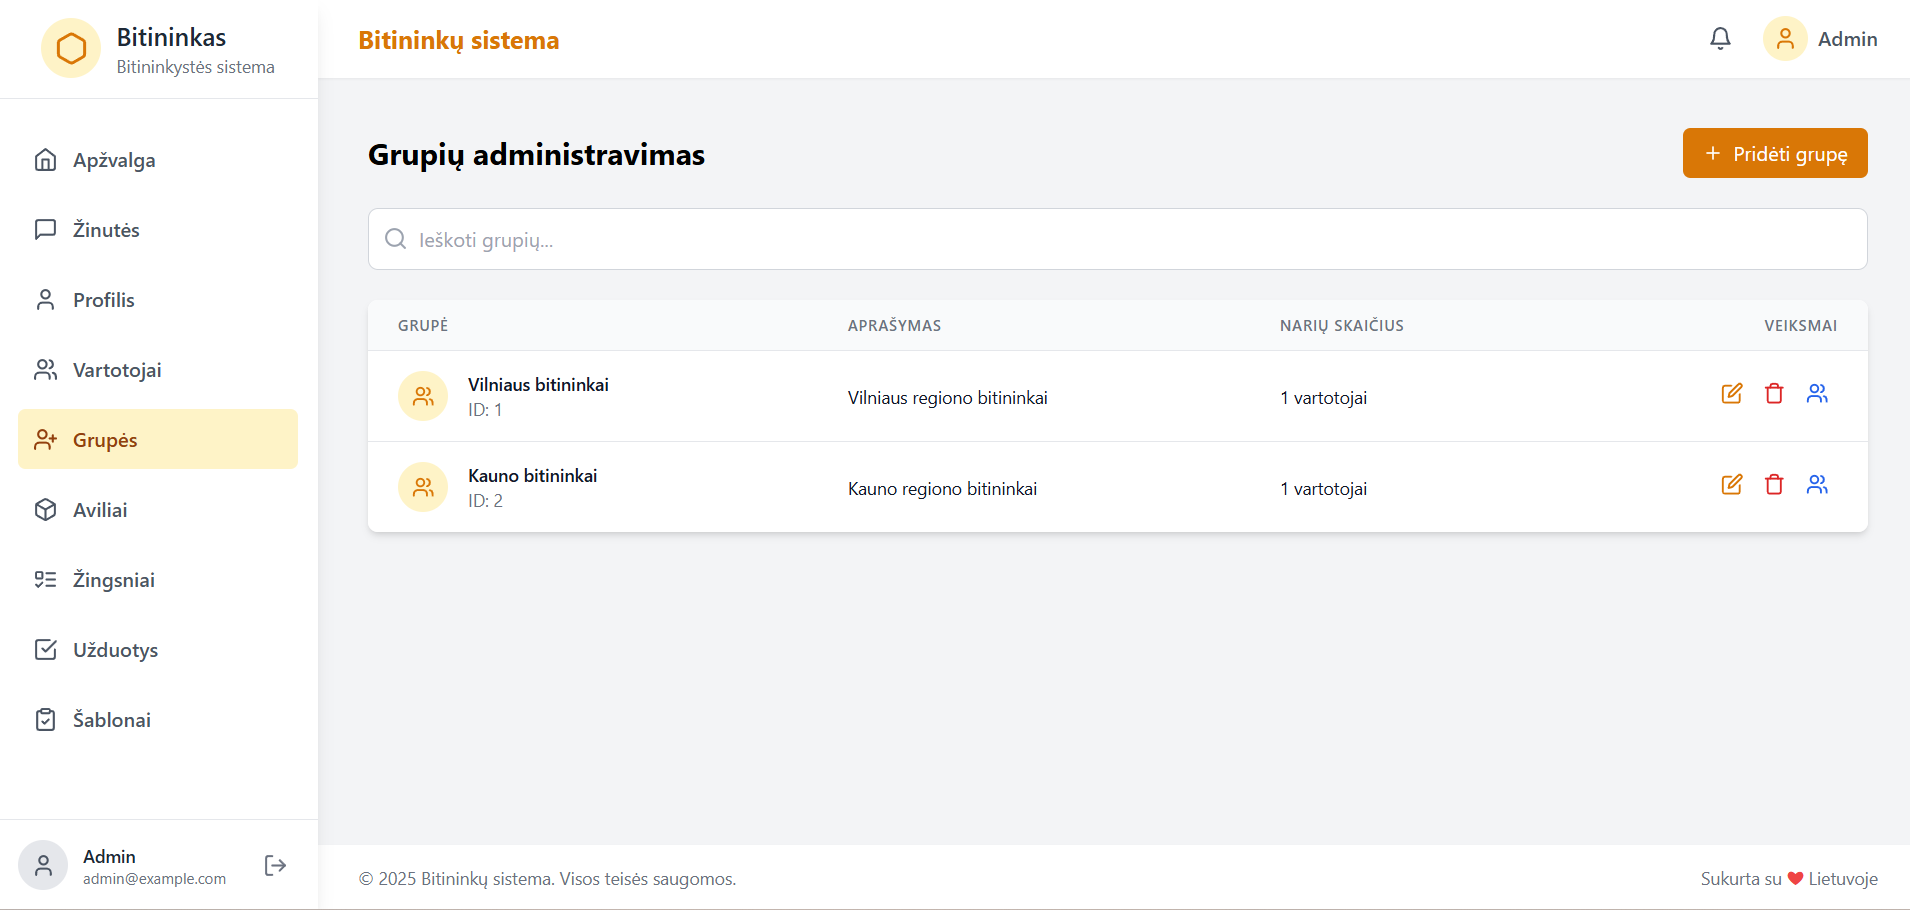 Bitininkas
Bitininkystės sistema
Apžvalga
Žinutės
Profilis
Vartotojai
Grupės
Aviliai
Žingsniai
Užduotys
Šablonai
Admin
admin@example.com
Bitininkų sistema
Admin
Grupių administravimas
+ Pridėti grupę
Ieškoti grupių...
GRUPĖ APRAŠYMAS NARIŲ SKAIČIUS VEIKSMAI
Vilniaus bitininkai
ID: 1
Vilniaus regiono bitininkai
1 vartotojai
Kauno bitininkai
ID: 2
Kauno regiono bitininkai
1 vartotojai
© 2025 Bitininkų sistema. Visos teisės saugomos.
Sukurta su ❤ Lietuvoje